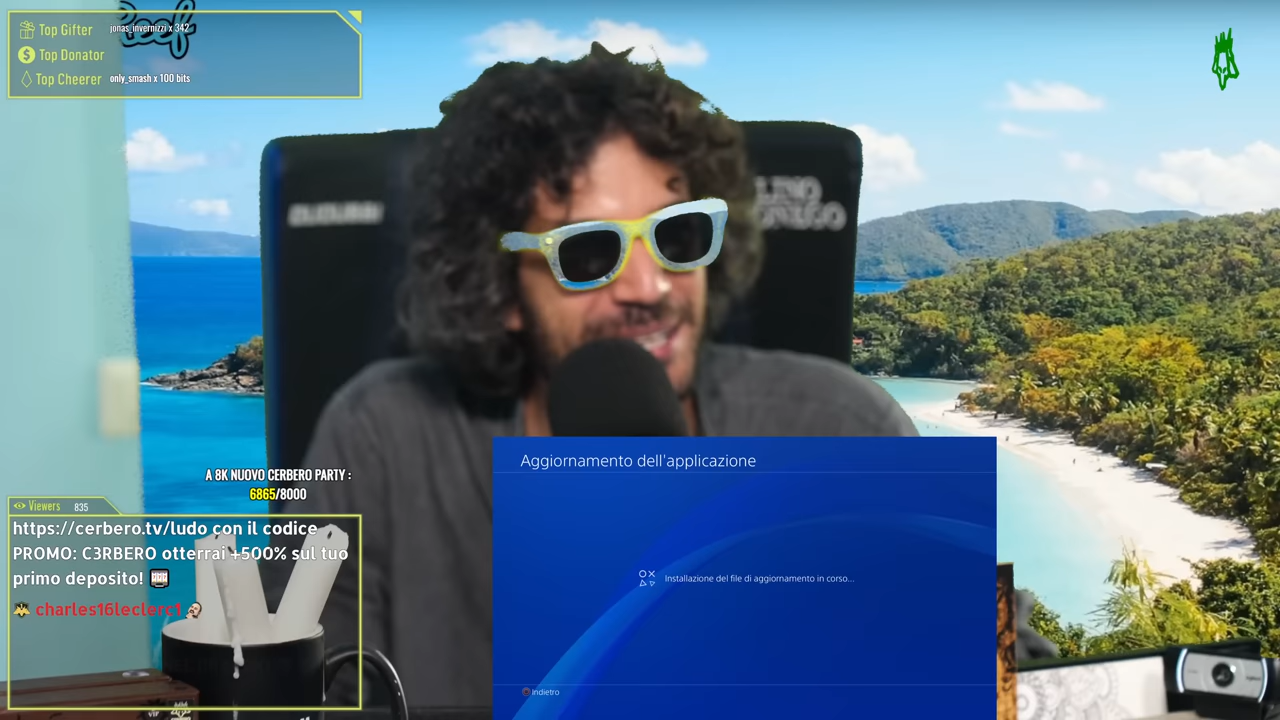 Top Gifter jonas_invernizzi x 342
Top Donator
Top Cheerer only_smash x 100 bits
A 8K NUOVO CERBERO PARTY :
6865/8000
Viewers 835
https://cerbero.tv/ludo con il codice
PROMO: C3RBERO otterrai +500% sul tuo
primo deposito!
charles16leclerc1
Aggiornamento dell'applicazione
Installazione del file di aggiornamento in corso...
Indietro